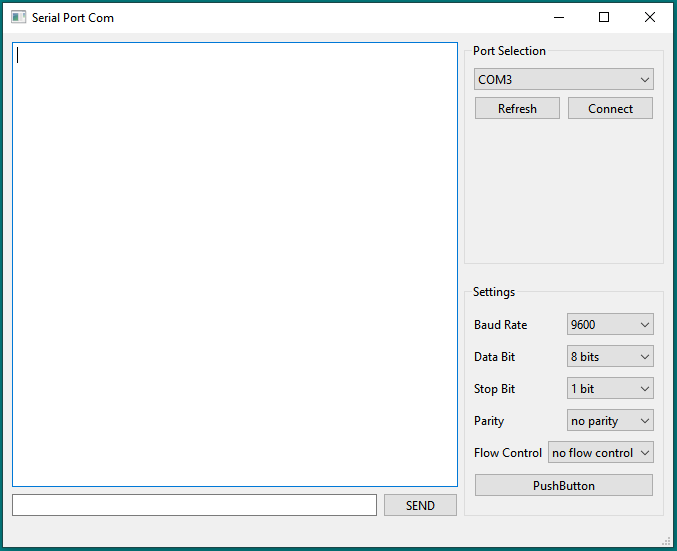 Serial Port Com
Port Selection
COM3
Refresh Connect
Settings
Baud Rate 9600
Data Bit 8 bits
Stop Bit 1 bit
Parity no parity
Flow Control no flow control
PushButton
SEND